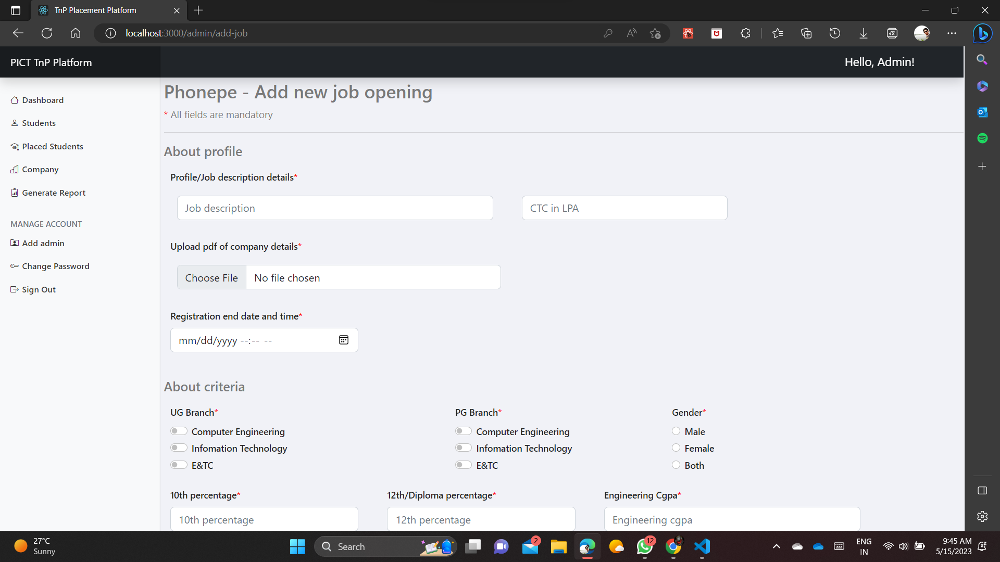 TnP Placement Platform
localhost:3000/admin/add-job
PICT TnP Platform
Hello, Admin!
Dashboard
Students
Placed Students
Company
Generate Report
MANAGE ACCOUNT
Add admin
Change Password
Sign Out
Phonepe - Add new job opening
* All fields are mandatory
About profile
Profile/Job description details*
Job description
CTC in LPA
Upload pdf of company details*
Choose File
No file chosen
Registration end date and time*
mm/dd/yyyy --:-- --
About criteria
UG Branch*
Computer Engineering
Infomation Technology
E&TC
PG Branch*
Computer Engineering
Infomation Technology
E&TC
Gender*
Male
Female
Both
10th percentage*
10th percentage
12th/Diploma percentage*
12th percentage
Engineering Cgpa*
Engineering cgpa
27°C
Sunny
Search
2
12
ENG
IN
9:45 AM
5/15/2023